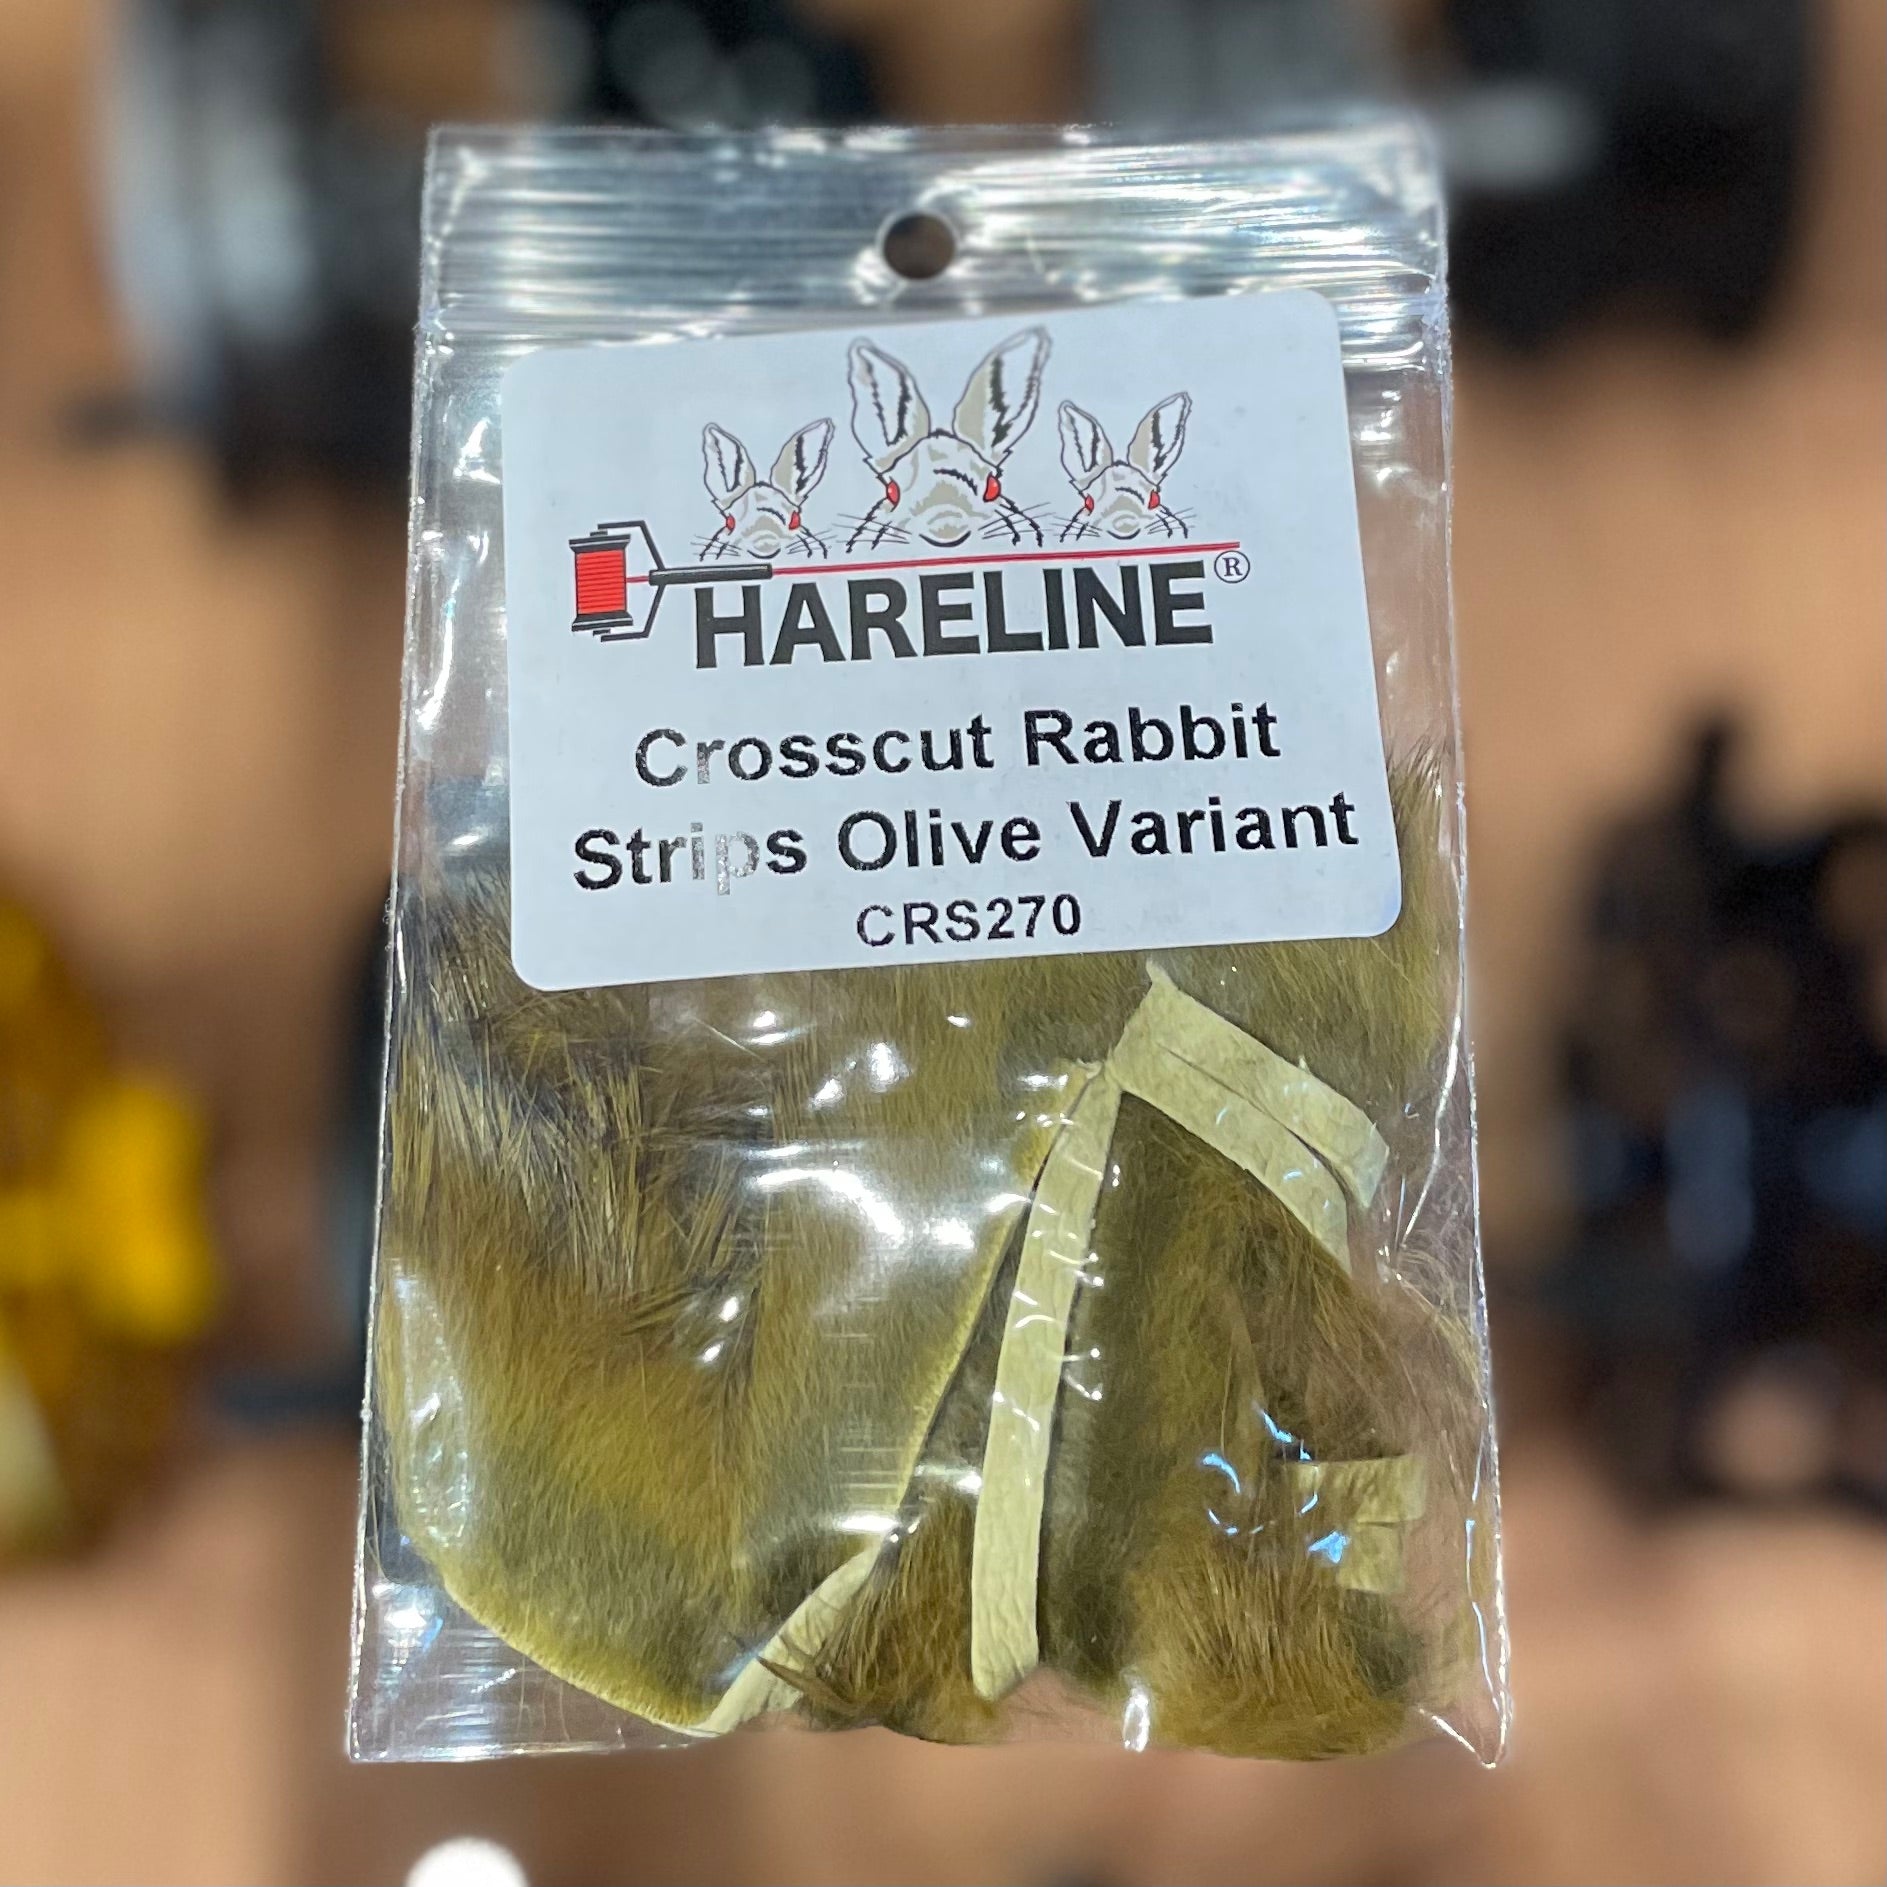 HARELINE®
Crosscut Rabbit
Strips Olive Variant
CRS270